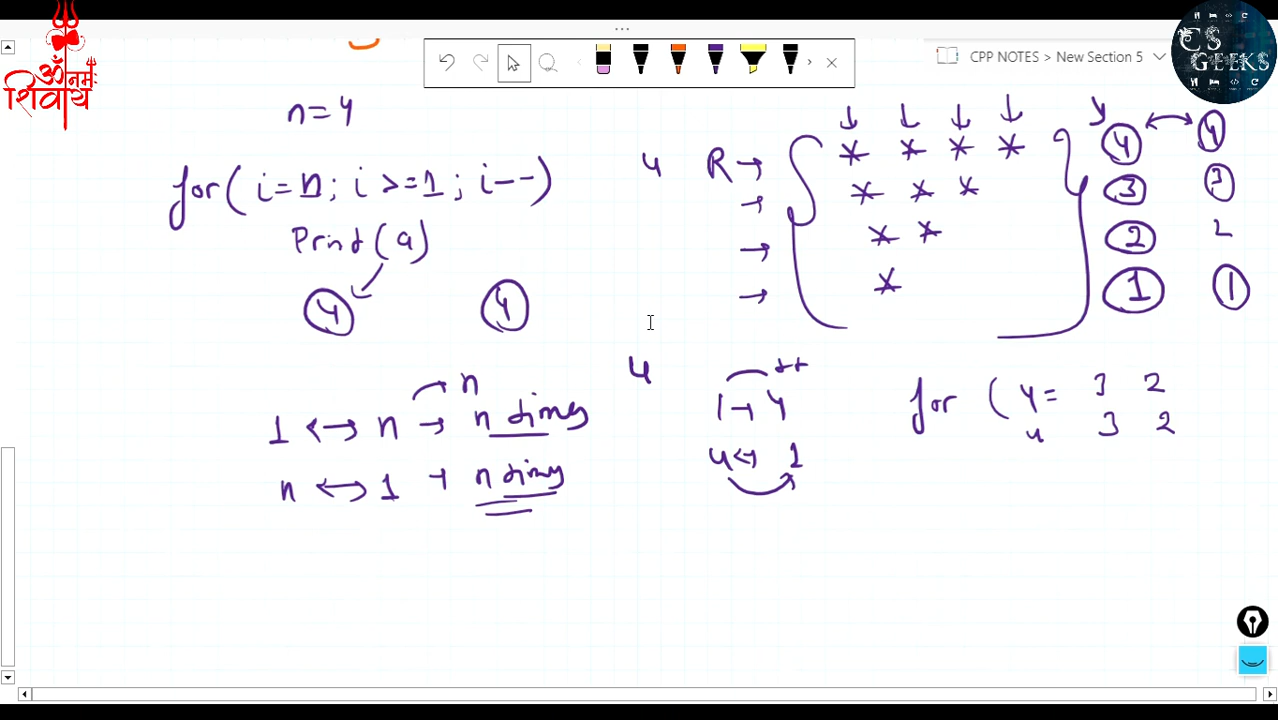 ॐ नमः
शिवाय
CPP NOTES > New Section 5
CS
GEEKS
n=4
for( i=n; i >=1; i--)
Print(a)
4 4
4 R→ * * * * 4 ↔ 4
→ * * * 3 3
→ * * 2 2
→ * 1 1
1 ↔ n → n times
n
n ↔ 1 → n times
4
1→4 ++
4↔1
for ( 4= 3 2
4 3 2